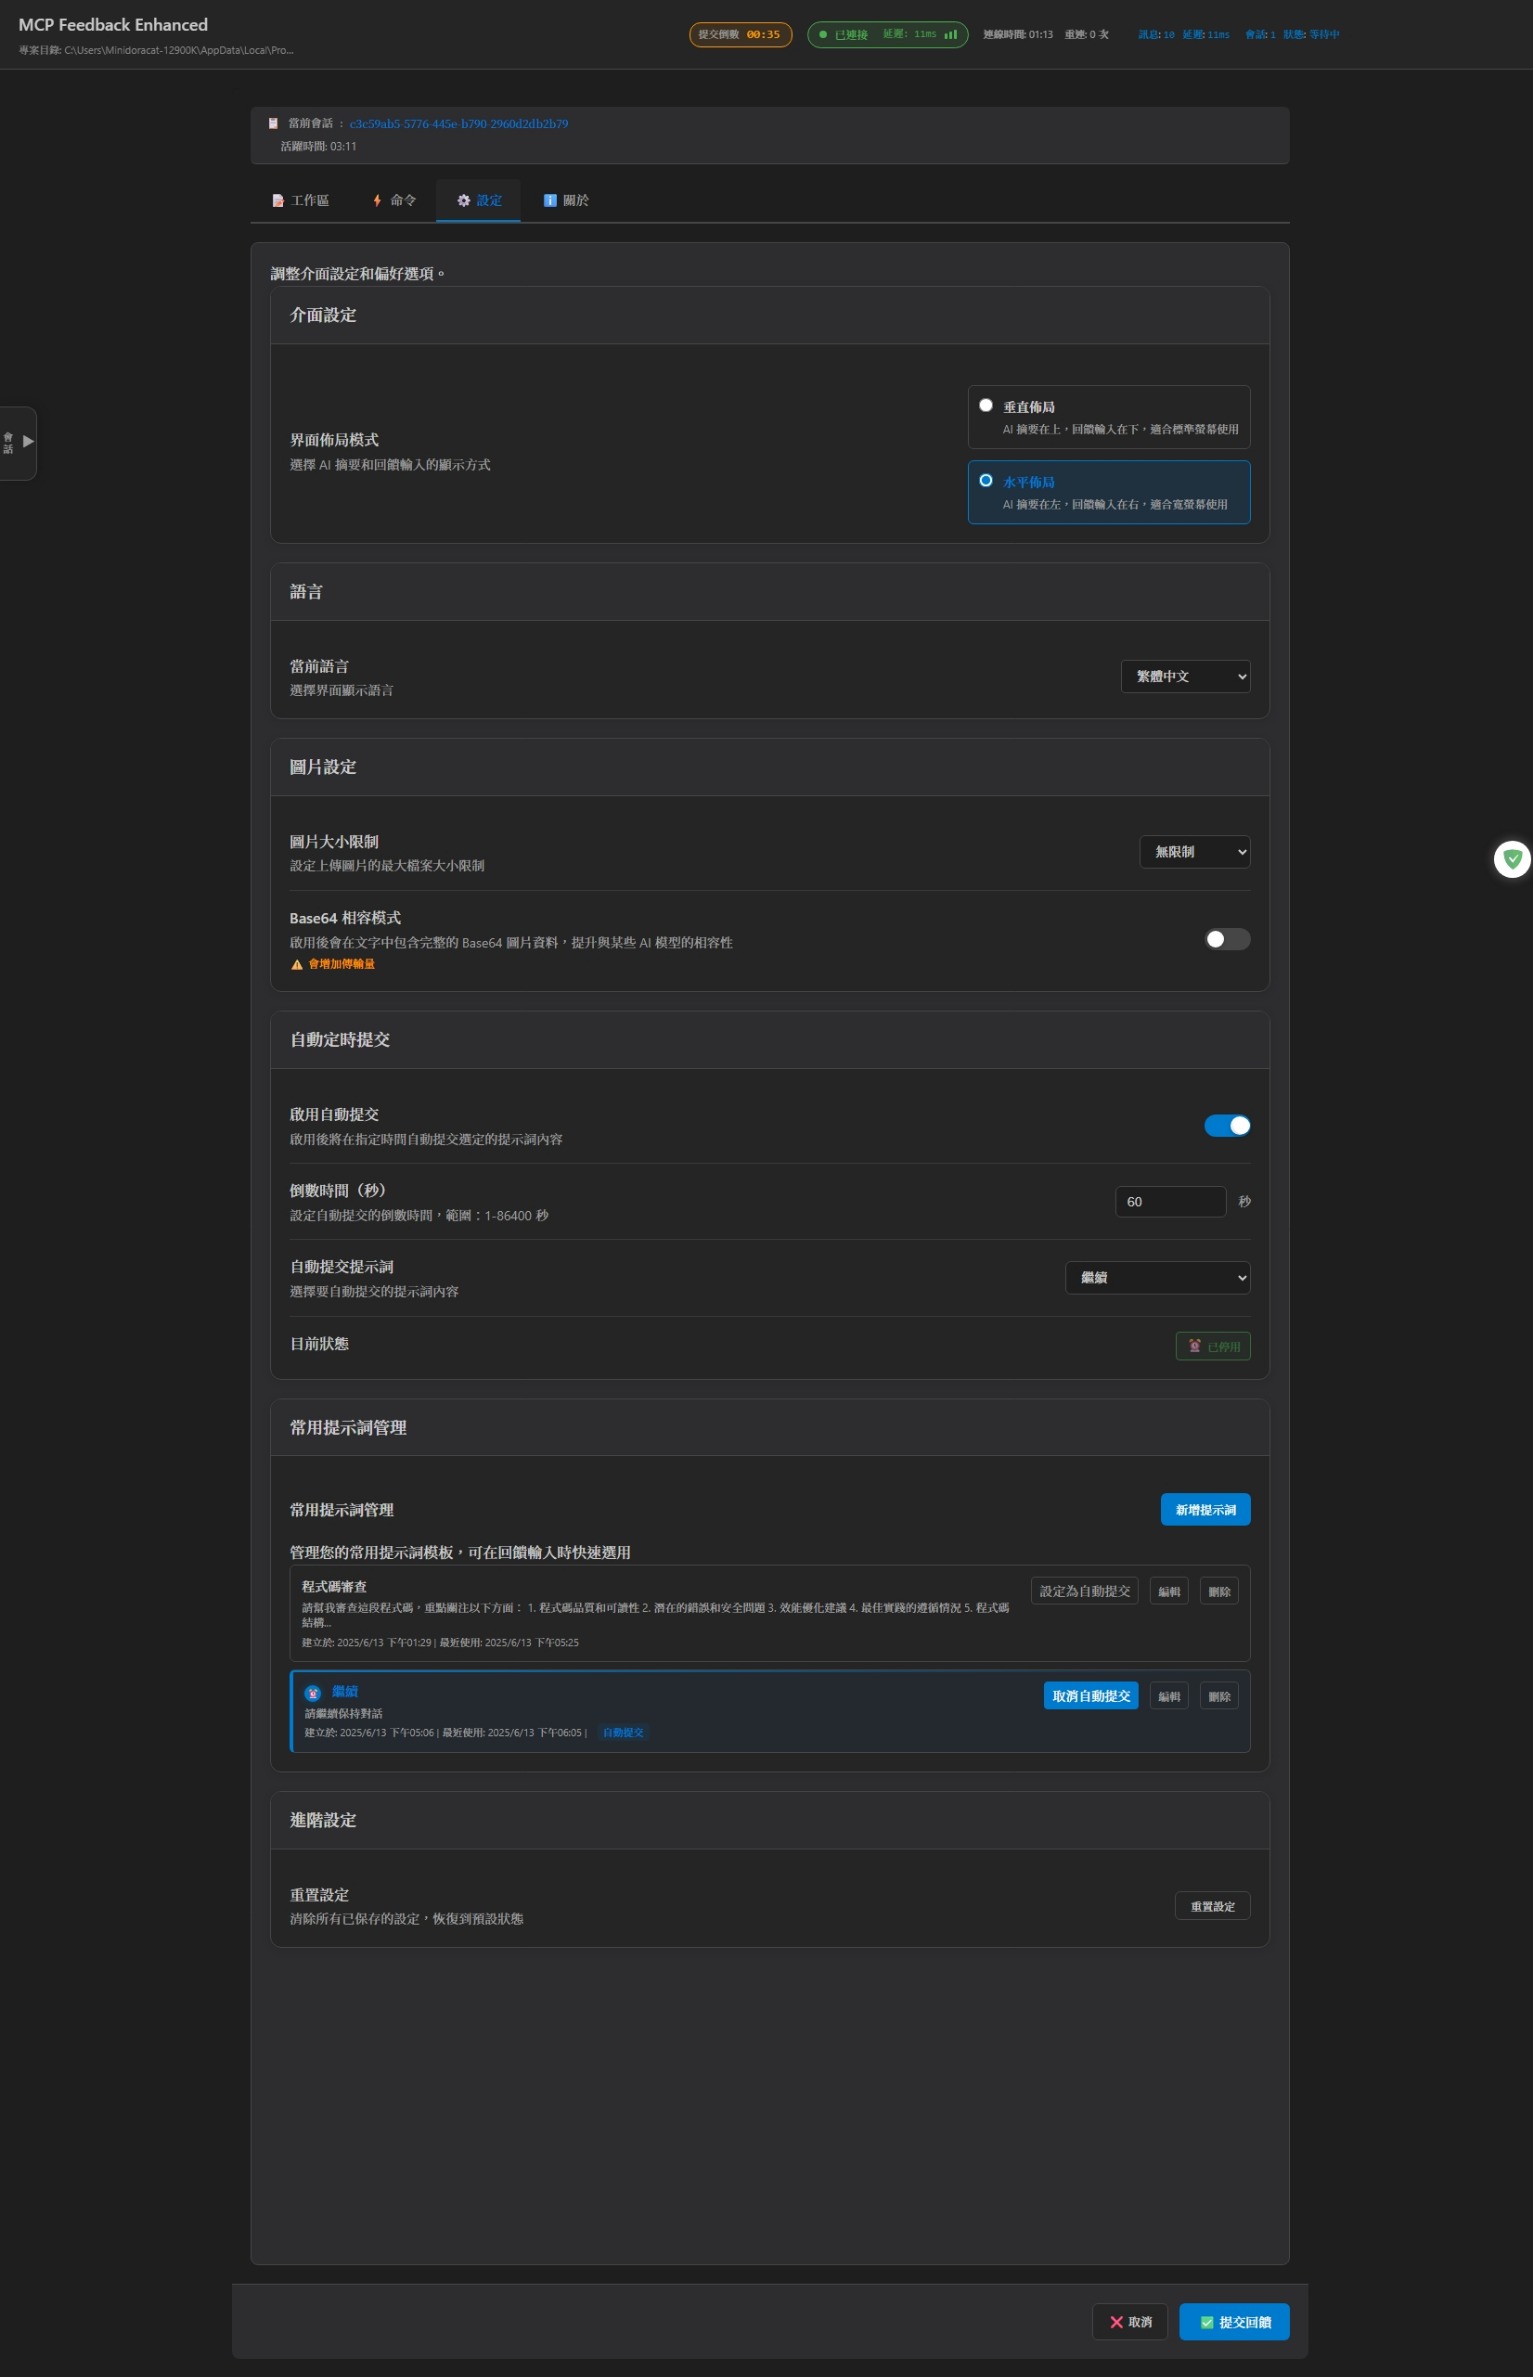 MCP Feedback Enhanced
專案目錄: C:\Users\Minidoracat-12900K\AppData\Local\Pro...
提交倒數 00:35
已連接 延遲: 11ms
連線時間: 01:13 重連: 0 次
訊息: 10 延遲: 11ms 會話: 1 狀態: 等待中
當前會話 : c3c59ab5-5776-445e-b790-2960d2db2b79
活躍時間: 03:11
工作區 命令 設定 關於
調整介面設定和偏好選項。
介面設定
垂直佈局
AI 摘要在上,回饋輸入在下,適合標準螢幕使用
界面佈局模式
選擇 AI 摘要和回饋輸入的顯示方式
水平佈局
AI 摘要在左,回饋輸入在右,適合寬螢幕使用
會話
語言
當前語言
選擇界面顯示語言
繁體中文
圖片設定
圖片大小限制
設定上傳圖片的最大檔案大小限制
無限制
Base64 相容模式
啟用後會在文字中包含完整的 Base64 圖片資料,提升與某些 AI 模型的相容性
會增加傳輸量
自動定時提交
啟用自動提交
啟用後將在指定時間自動提交選定的提示詞內容
倒數時間(秒)
設定自動提交的倒數時間,範圍:1-86400 秒
60 秒
自動提交提示詞
選擇要自動提交的提示詞內容
繼續
目前狀態
已停用
常用提示詞管理
常用提示詞管理
新增提示詞
管理您的常用提示詞模板,可在回饋輸入時快速選用
程式碼審查
請幫我審查這段程式碼,重點關注以下方面: 1. 程式碼品質和可讀性 2. 潛在的錯誤和安全問題 3. 效能優化建議 4. 最佳實踐的遵循情況 5. 程式碼
結構...
建立於: 2025/6/13 下午01:29 | 最近使用: 2025/6/13 下午05:25
設定為自動提交 編輯 刪除
繼續
請繼續保持對話
建立於: 2025/6/13 下午05:06 | 最近使用: 2025/6/13 下午06:05 | 自動提交
取消自動提交 編輯 刪除
進階設定
重置設定
清除所有已保存的設定,恢復到預設狀態
重置設定
取消 提交回饋